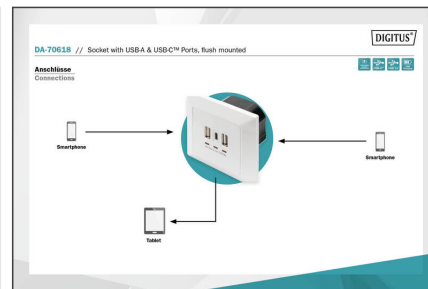 DIGITUS®
DA-70618 // Socket with USB-A & USB-C™ Ports, flush mounted
Anschlüsse
Connections
Smartphone
Smartphone
Tablet